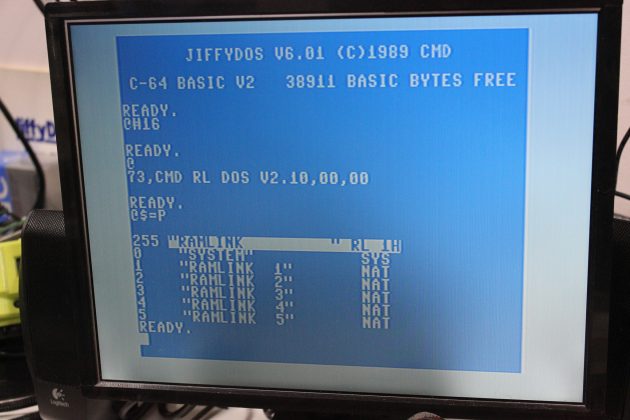 JIFFYDOS V6.01 (C)1989 CMD
C-64 BASIC V2   38911 BASIC BYTES FREE
READY.
@#16
READY.
@
73,CMD RL DOS V2.10,00,00
READY.
@$=P
255 "RAMLINK         " RL 1H
0    "SYSTEM"            SYS
1    "RAMLINK  1"        NAT
2    "RAMLINK  2"        NAT
3    "RAMLINK  3"        NAT
4    "RAMLINK  4"        NAT
5    "RAMLINK  5"        NAT
READY.
Logitech